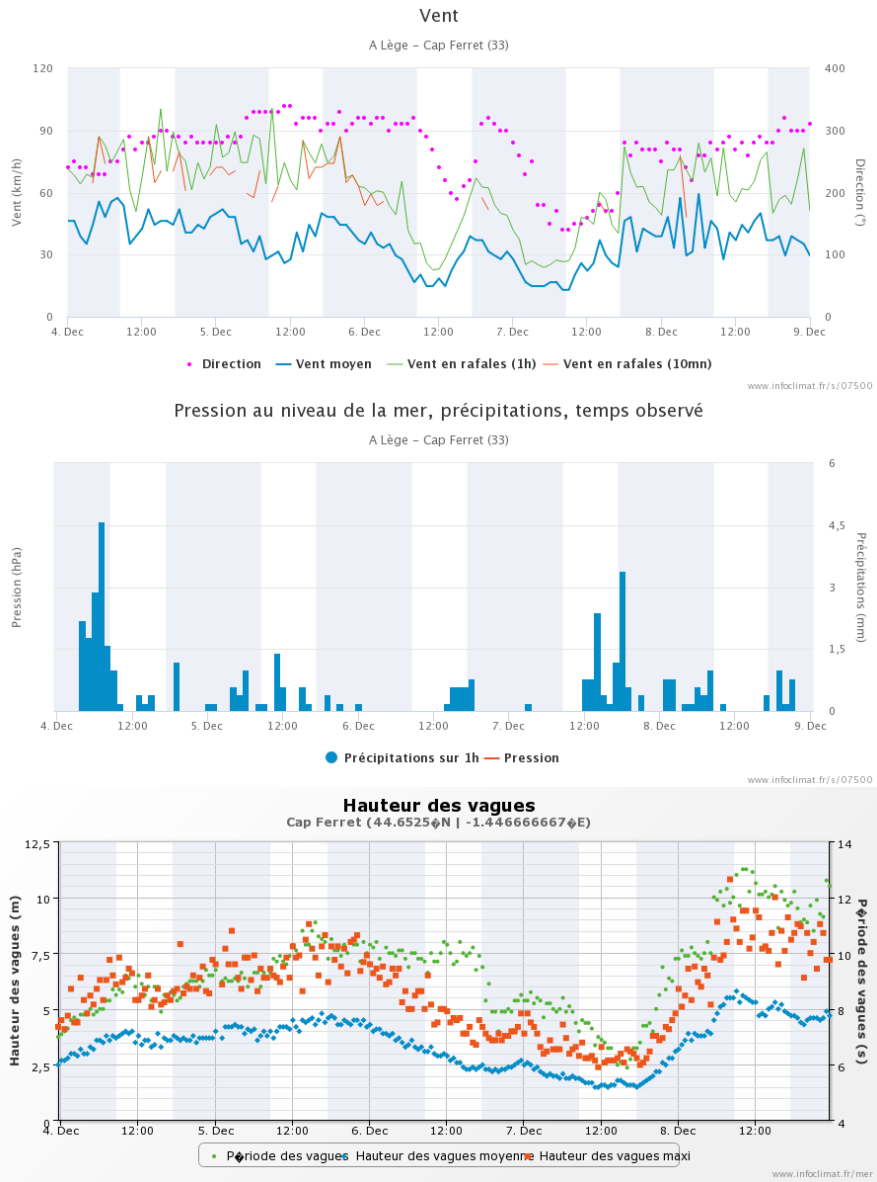 Vent
A Lège – Cap Ferret (33)
120 400
90 300
60 200
30 100
0 0
Vent (km/h)
Direction (°)
4. Dec 12:00 5. Dec 12:00 6. Dec 12:00 7. Dec 12:00 8. Dec 12:00 9. Dec
Direction Vent moyen Vent en rafales (1h) Vent en rafales (10mn)
www.infoclimat.fr/s/07500
Pression au niveau de la mer, précipitations, temps observé
A Lège – Cap Ferret (33)
6
4,5
3
1,5
0
Pression (hPa)
Précipitations (mm)
4. Dec 12:00 5. Dec 12:00 6. Dec 12:00 7. Dec 12:00 8. Dec 12:00 9. Dec
Précipitations sur 1h Pression
www.infoclimat.fr/s/07500
Hauteur des vagues
Cap Ferret (44.6525�N | -1.446666667�E)
12,5 14
10 12
7,5 10
5 8
2,5 6
0 4
Hauteur des vagues (m)
P�riode des vagues (s)
4. Dec 12:00 5. Dec 12:00 6. Dec 12:00 7. Dec 12:00 8. Dec 12:00
P�riode des vagues Hauteur des vagues moyenne Hauteur des vagues maxi
www.infoclimat.fr/mer